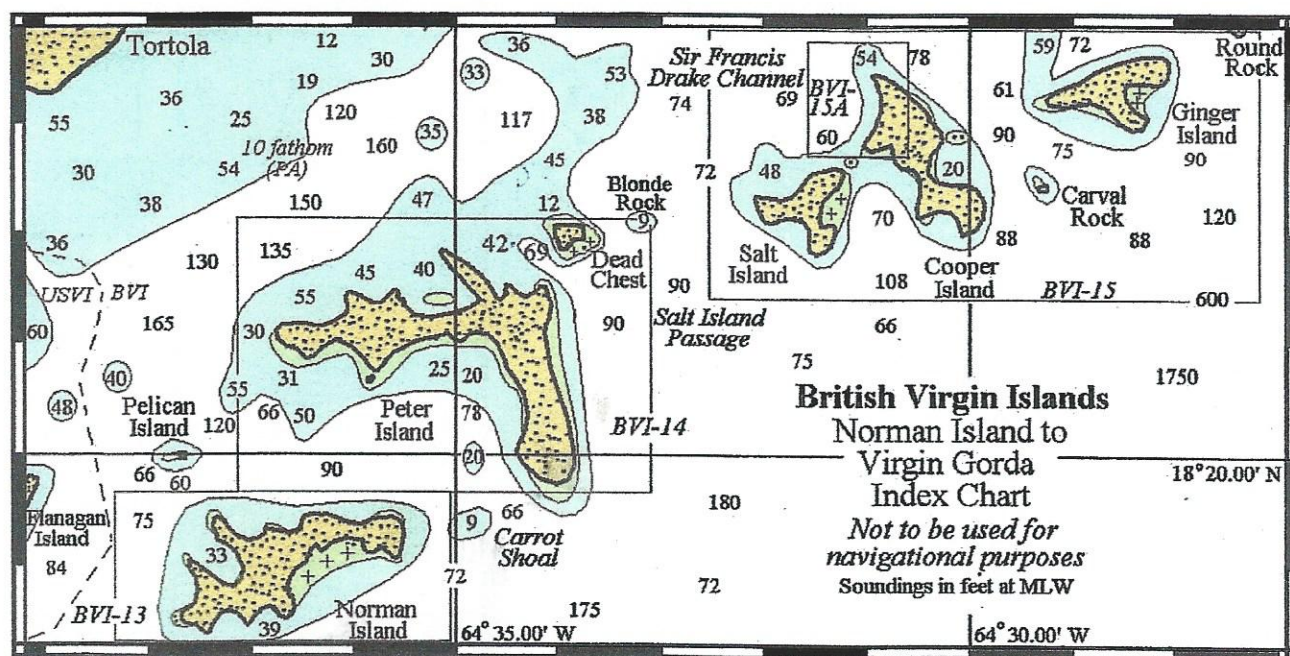 Tortola
12
36
Sir Francis
Drake Channel
54
78
59
72
Round
Rock
30
33
53
19
BVI-
15A
69
74
61
36
120
117
38
60
Ginger
Island
55
25
35
90
10 fathom
(PA)
160
45
75
90
30
54
72
48
20
38
150
47
12
Blonde
Rock
9
Carval
Rock
120
36
42
69
Dead
Chest
70
88
88
130
135
Salt
Island
Cooper
Island
USVI
BVI
45
40
90
108
BVI-15
600
55
60
165
30
90
Salt Island
Passage
66
75
1750
40
31
25
20
48
Pelican
Island
55
66
50
Peter
Island
78
BVI-14
120
British Virgin Islands
Norman Island to
Virgin Gorda
Index Chart
Not to be used for
navigational purposes
Soundings in feet at MLW
66
60
90
20
18°20.00' N
Flanagan
Island
75
9
66
180
Carrot
Shoal
33
84
72
72
BVI-13
39
Norman
Island
175
64°35.00' W
64°30.00' W